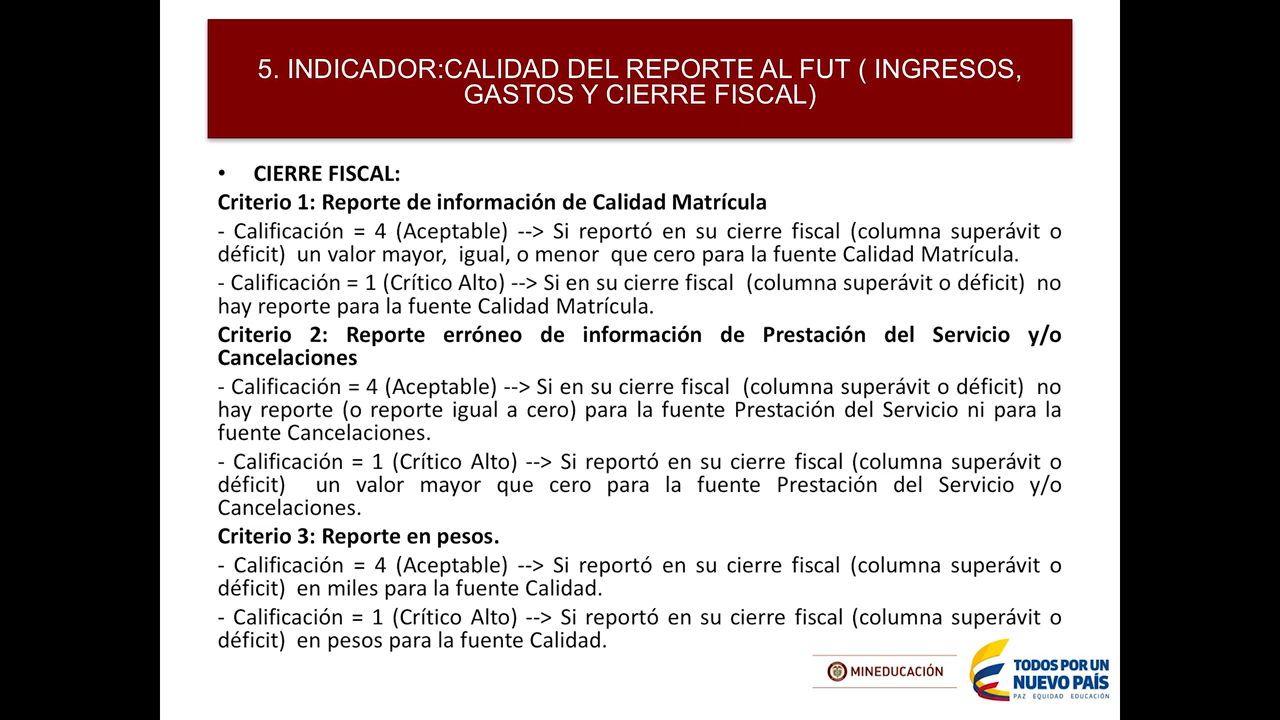 5. INDICADOR:CALIDAD DEL REPORTE AL FUT ( INGRESOS,
GASTOS Y CIERRE FISCAL)
• CIERRE FISCAL:
Criterio 1: Reporte de información de Calidad Matrícula
- Calificación = 4 (Aceptable) --> Si reportó en su cierre fiscal (columna superávit o
déficit) un valor mayor, igual, o menor que cero para la fuente Calidad Matrícula.
- Calificación = 1 (Crítico Alto) --> Si en su cierre fiscal (columna superávit o déficit) no
hay reporte para la fuente Calidad Matrícula.
Criterio 2: Reporte erróneo de información de Prestación del Servicio y/o
Cancelaciones
- Calificación = 4 (Aceptable) --> Si en su cierre fiscal (columna superávit o déficit) no
hay reporte (o reporte igual a cero) para la fuente Prestación del Servicio ni para la
fuente Cancelaciones.
- Calificación = 1 (Crítico Alto) --> Si reportó en su cierre fiscal (columna superávit o
déficit) un valor mayor que cero para la fuente Prestación del Servicio y/o
Cancelaciones.
Criterio 3: Reporte en pesos.
- Calificación = 4 (Aceptable) --> Si reportó en su cierre fiscal (columna superávit o
déficit) en miles para la fuente Calidad.
- Calificación = 1 (Crítico Alto) --> Si reportó en su cierre fiscal (columna superávit o
déficit) en pesos para la fuente Calidad.
MINEDUCACIÓN
TODOS POR UN
NUEVO PAÍS
PAZ EQUIDAD EDUCACIÓN